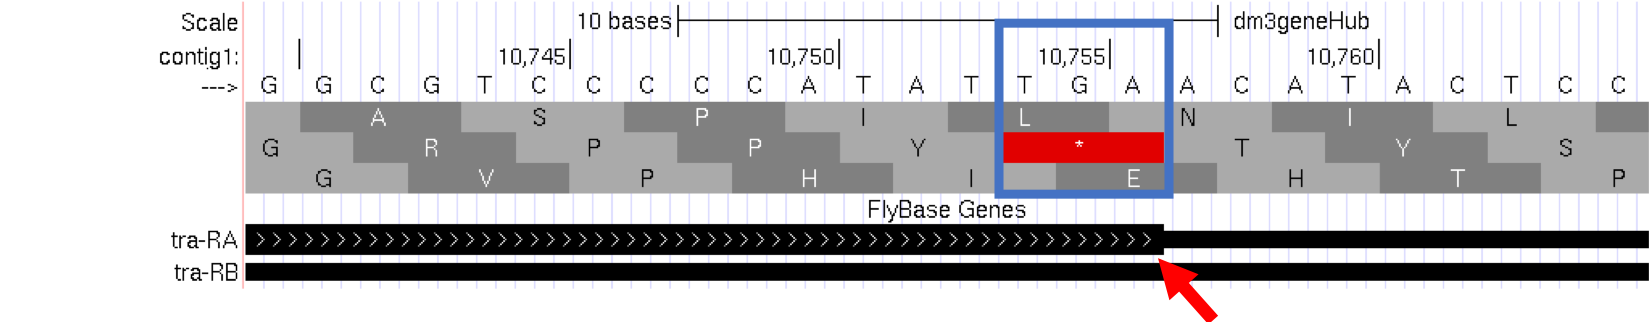 Scale 10 bases dm3geneHub
contig1: 10,745 10,750 10,755 10,760
---> G G C G T C C C C C A T A T T G A A C A T A C T C C
A S P I L N I L
G R P P Y * T Y S
G V P H I E H T P
FlyBase Genes
tra-RA
tra-RB